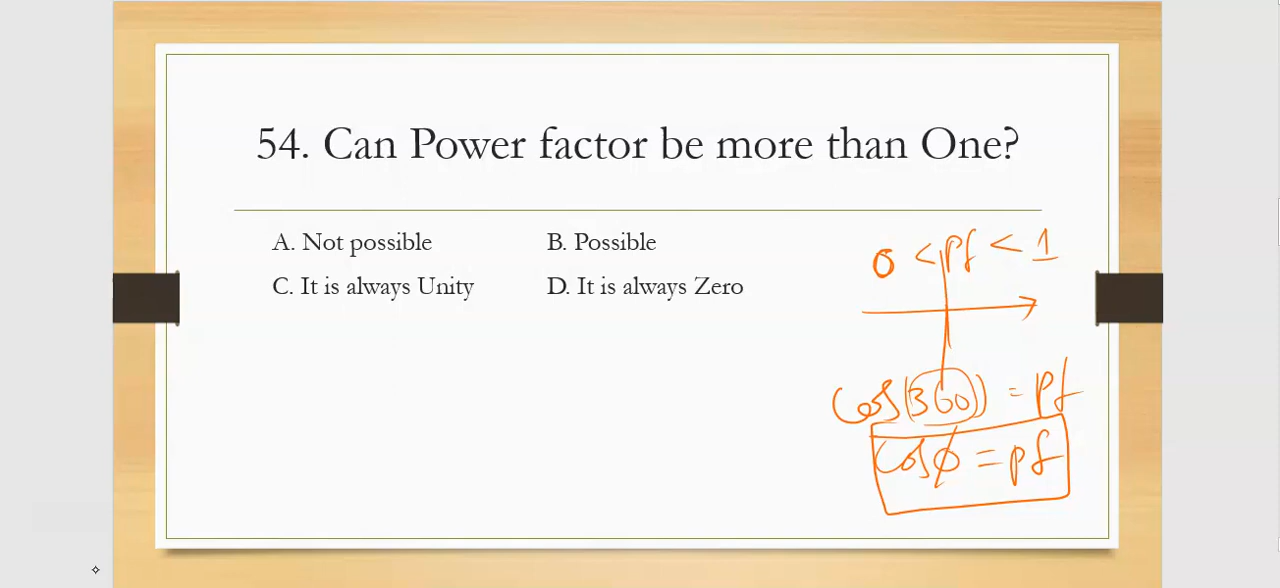 54. Can Power factor be more than One?
A. Not possible
B. Possible
C. It is always Unity
D. It is always Zero
0 < pf < 1
Cos(360) = pf
Cosϕ = pf